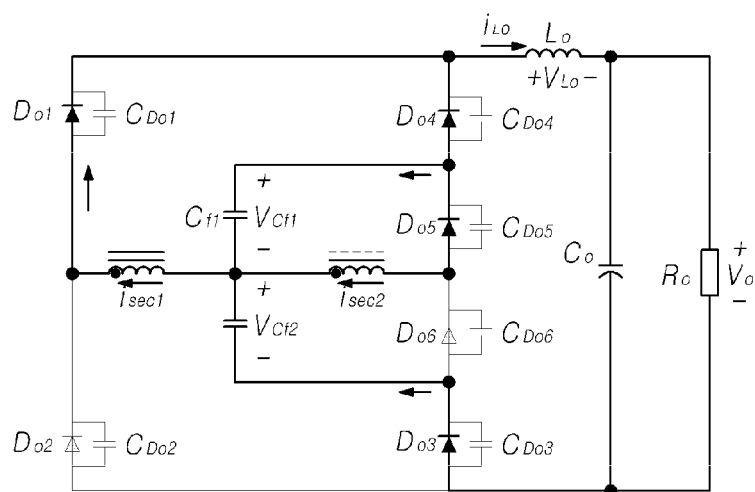 iLo Lo
+VLo−
Do1 CDo1 Do4 CDo4
+
Cf1 VCf1 Do5 CDo5
−
Co +
Ro Vo
−
isec1 isec2
+
VCf2 Do6 CDo6
−
Do2 CDo2 Do3 CDo3